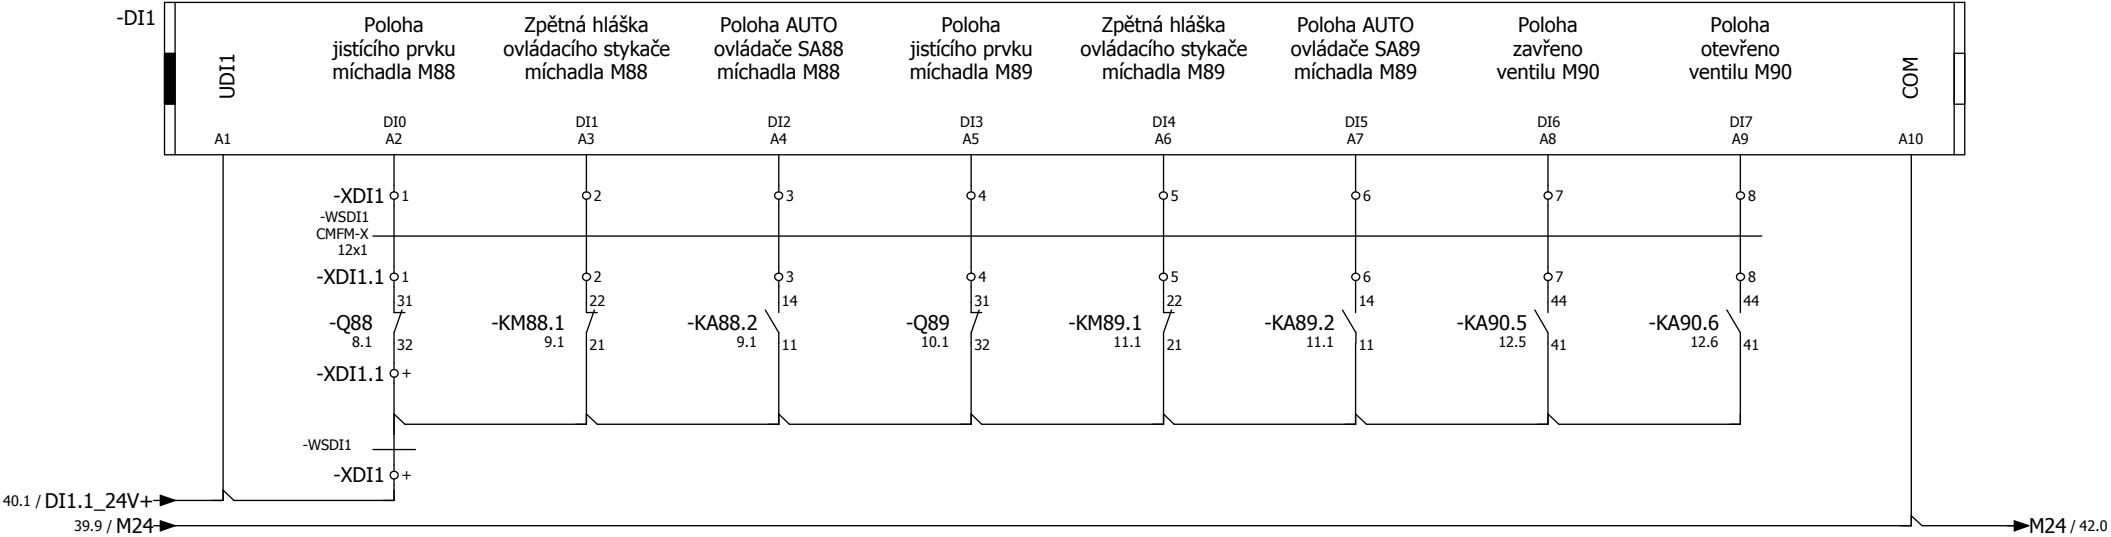 -DI1
UDI1
Poloha
jistícího prvku
míchadla M88
Zpětná hláška
ovládacího stykače
míchadla M88
Poloha AUTO
ovládače SA88
míchadla M88
Poloha
jistícího prvku
míchadla M89
Zpětná hláška
ovládacího stykače
míchadla M89
Poloha AUTO
ovládače SA89
míchadla M89
Poloha
zavřeno
ventilu M90
Poloha
otevřeno
ventilu M90
COM
DI0 DI1 DI2 DI3 DI4 DI5 DI6 DI7
A1 A2 A3 A4 A5 A6 A7 A8 A9 A10
-XDI1 1 2 3 4 5 6 7 8
-WSDI1
CMFM-X
12x1
-XDI1.1 1 2 3 4 5 6 7 8
31 22 14 31 22 14 44 44
-Q88 -KM88.1 -KA88.2 -Q89 -KM89.1 -KA89.2 -KA90.5 -KA90.6
8.1 9.1 9.1 10.1 11.1 11.1 12.5 12.6
32 21 11 32 21 11 41 41
-XDI1.1 +
-WSDI1
-XDI1 +
40.1 / DI1.1_24V+
39.9 / M24
M24 / 42.0